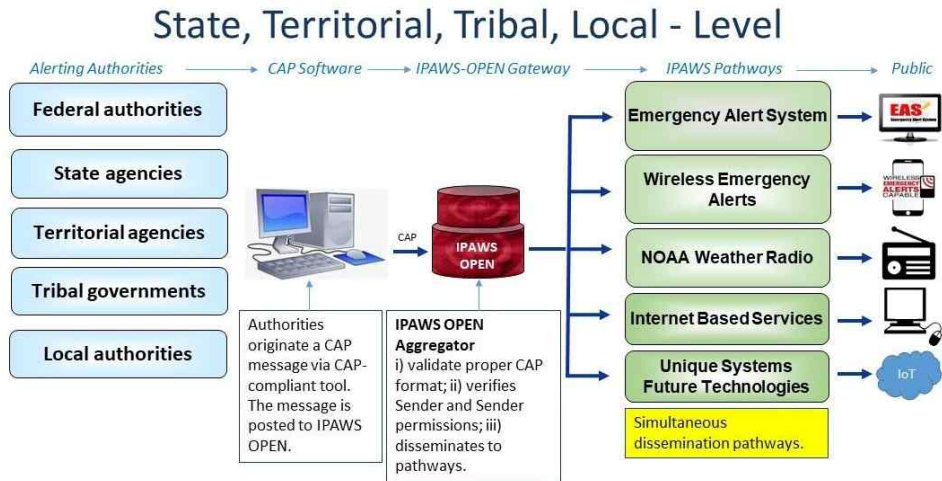 State, Territorial, Tribal, Local - Level
Alerting Authorities
CAP Software
IPAWS-OPEN Gateway
IPAWS Pathways
Public
Federal authorities
State agencies
Territorial agencies
Tribal governments
Local authorities
CAP
IPAWS
OPEN
Authorities
originate a CAP
message via CAP-
compliant tool.
The message is
posted to IPAWS
OPEN.
IPAWS OPEN
Aggregator
i) validate proper CAP
format; ii) verifies
Sender and Sender
permissions; iii)
disseminates to
pathways.
Emergency Alert System
Wireless Emergency
Alerts
NOAA Weather Radio
Internet Based Services
Unique Systems
Future Technologies
Simultaneous
dissemination pathways.
EAS
Emergency Alert System
WIRELESS
EMERGENCY
ALERTS
CAPABLE
IoT